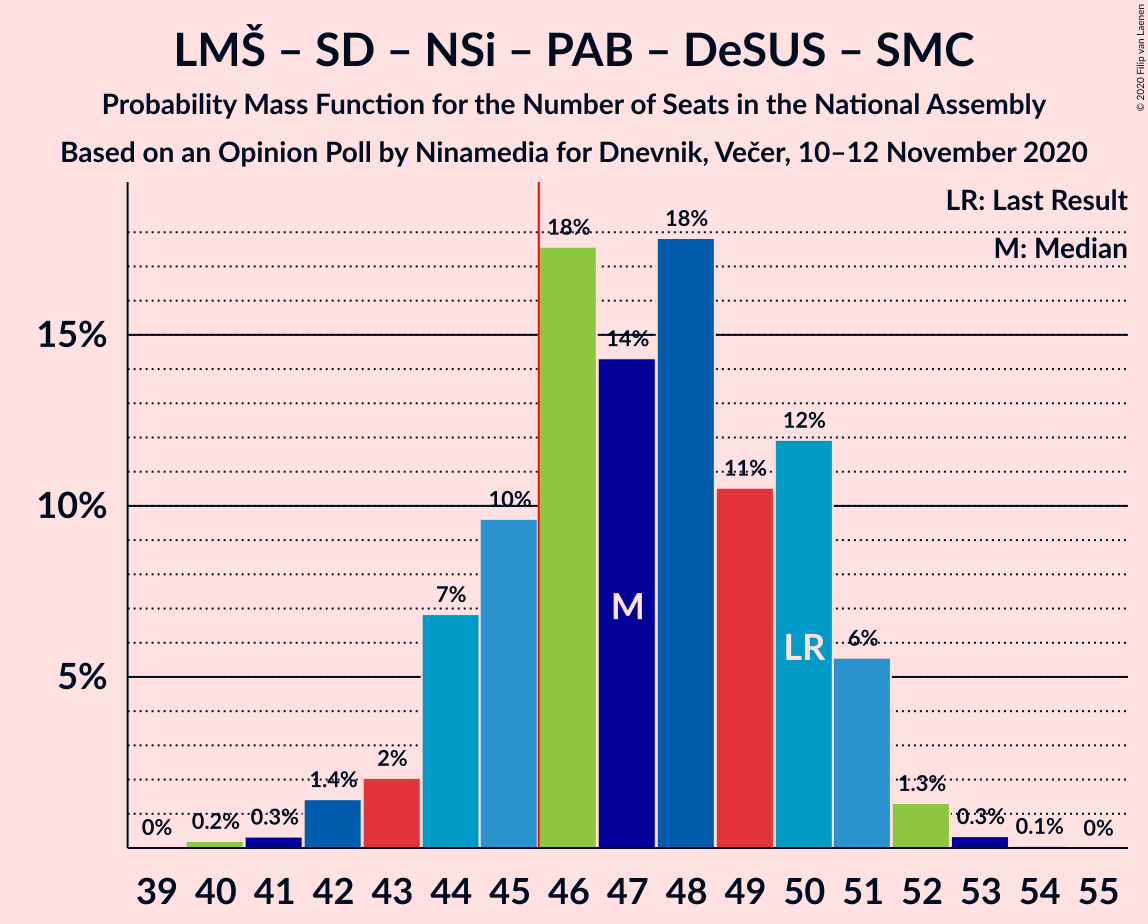 LMŠ – SD – NSi – PAB – DeSUS – SMC
Probability Mass Function for the Number of Seats in the National Assembly
Based on an Opinion Poll by Ninamedia for Dnevnik, Večer, 10–12 November 2020
© 2020 Filip van Laenen
LR: Last Result
M: Median
15%
10%
5%
0% 0.2% 0.3% 1.4% 2% 7% 10% 18% 14% 18% 11% 12% 6% 1.3% 0.3% 0.1% 0%
M
LR
39 40 41 42 43 44 45 46 47 48 49 50 51 52 53 54 55